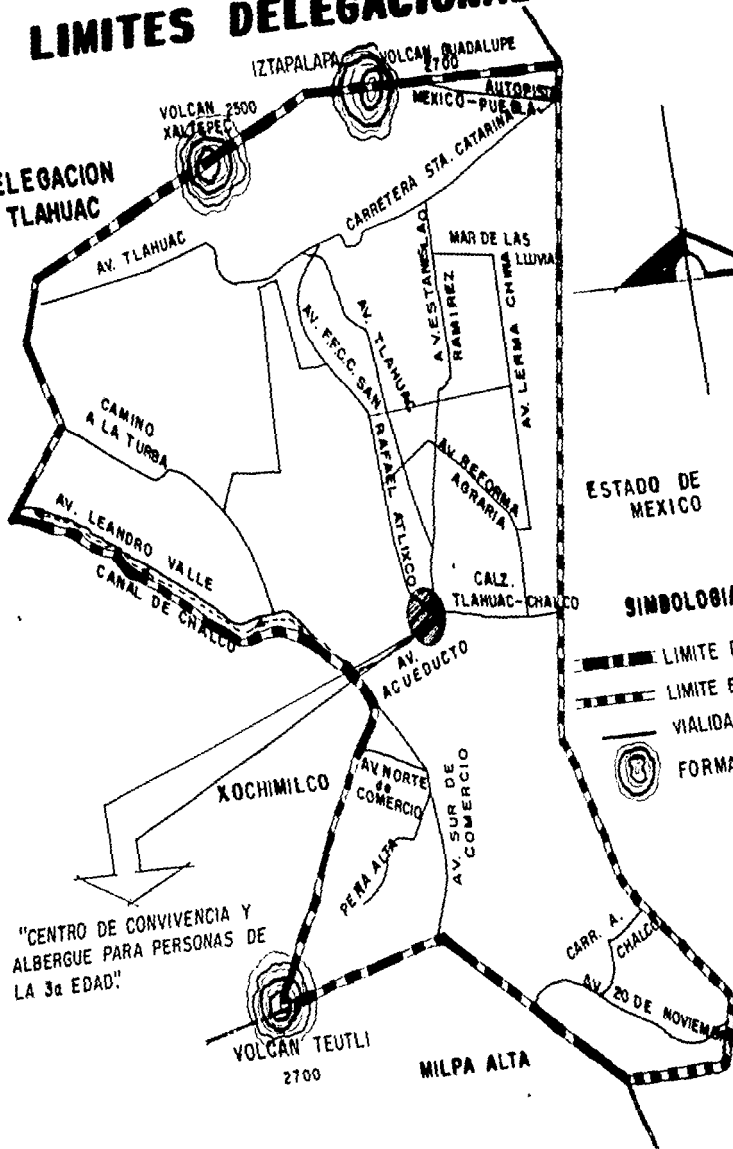 LIMITES DELEGACIONAL
IZTAPALAPA
VOLCAN GUADALUPE
2700
AUTOPIST
MEXICO-PUEBLA
VOLCAN 2500
XALTEPEC
ELEGACION
TLAHUAC
CARRETERA STA. CATARINA
AV. TLAHUAC
MAR DE LAS
LLUVIA
AV. ESTANISLAO
RAMIREZ
AV. LERMA CHINA
AV. TLAHUAC
AV. F.F.C.C. SAN RAFAEL ATLIXCO
CAMINO
A LA TURBA
AV. REFORMA
AGRARIA
ESTADO DE
MEXICO
AV. LEANDRO VALLE
CANAL DE CHALCO
CALZ.
TLAHUAC-CHALCO
SIMBOLOGIA
LIMITE
LIMITE
VIALIDA
FORMA
AV.
ACUEDUCTO
XOCHIMILCO
AV. NORTE
de
COMERCIO
AV. SUR DE
COMERCIO
PEÑA ALTA
"CENTRO DE CONVIVENCIA Y
ALBERGUE PARA PERSONAS DE
LA 3a EDAD".
CARR. A.
CHALCO
AV. 20 DE NOVIEMB
VOLCAN TEUTLI
2700
MILPA ALTA